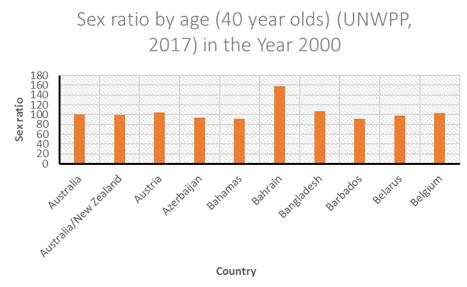 Sex ratio by age (40 year olds) (UNWPP,
2017) in the Year 2000
180
160
140
120
100
80
60
40
20
0
Sex ratio
Australia
Australia/New Zealand
Austria
Azerbaijan
Bahamas
Bahrain
Bangladesh
Barbados
Belarus
Belgium
Country